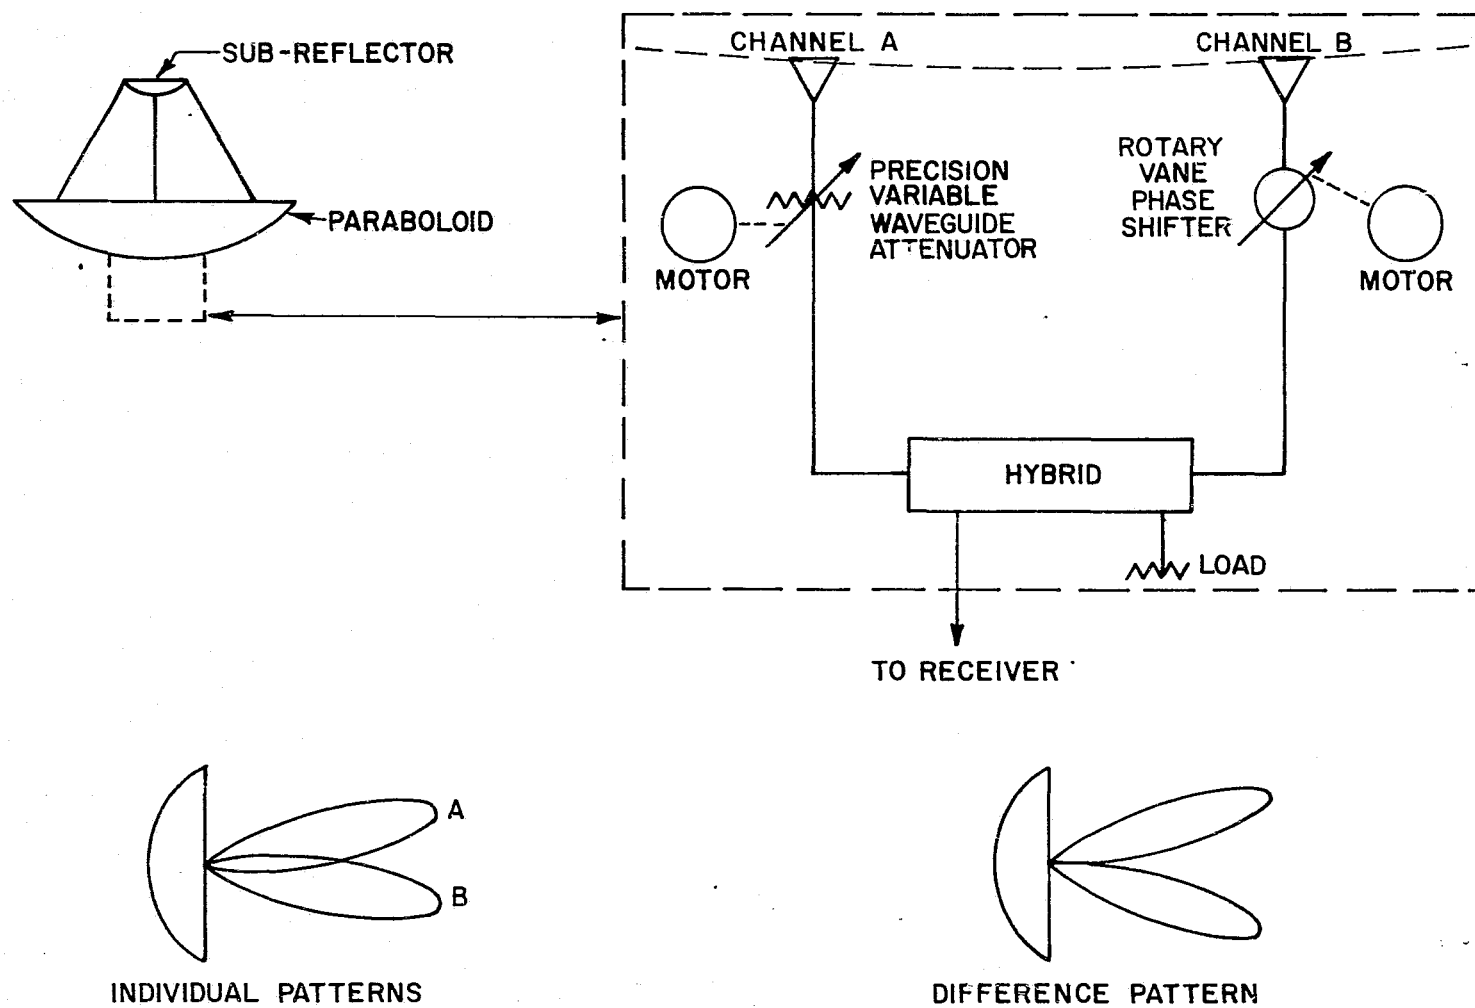 SUB-REFLECTOR
PARABOLOID
CHANNEL A
CHANNEL B
PRECISION
VARIABLE
WAVEGUIDE
ATTENUATOR
MOTOR
ROTARY
VANE
PHASE
SHIFTER
MOTOR
HYBRID
LOAD
TO RECEIVER
A
B
INDIVIDUAL PATTERNS
DIFFERENCE PATTERN